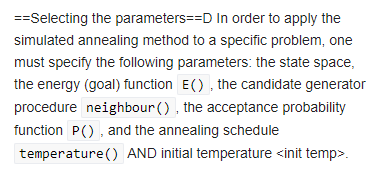 ==Selecting the parameters==D In order to apply the
simulated annealing method to a specific problem, one
must specify the following parameters: the state space,
the energy (goal) function E() , the candidate generator
procedure neighbour() , the acceptance probability
function P() , and the annealing schedule
temperature() AND initial temperature <init temp>.